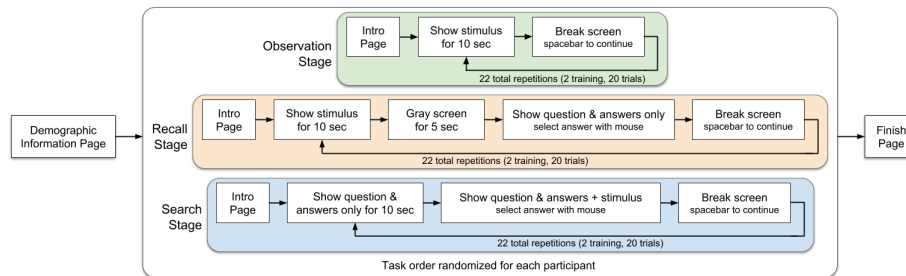 Demographic
Information Page
Observation
Stage
Intro
Page
Show stimulus
for 10 sec
Break screen
spacebar to continue
22 total repetitions (2 training, 20 trials)
Recall
Stage
Intro
Page
Show stimulus
for 10 sec
Gray screen
for 5 sec
Show question & answers only
select answer with mouse
Break screen
spacebar to continue
22 total repetitions (2 training, 20 trials)
Search
Stage
Intro
Page
Show question &
answers only for 10 sec
Show question & answers + stimulus
select answer with mouse
Break screen
spacebar to continue
22 total repetitions (2 training, 20 trials)
Task order randomized for each participant
Finish
Page